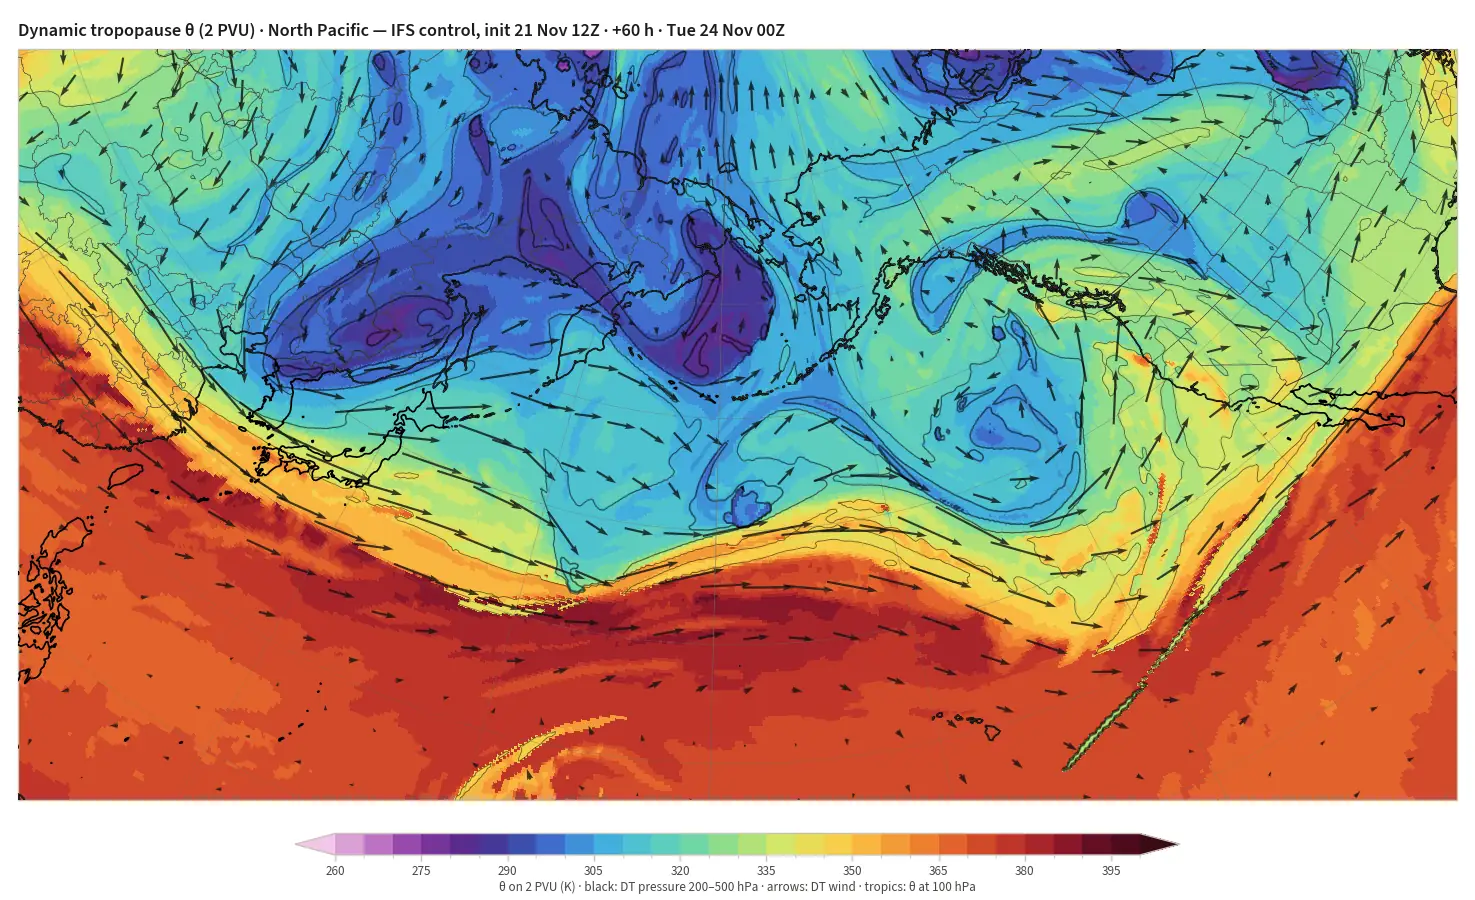 Dynamic tropopause θ (2 PVU) · North Pacific — IFS control, init 21 Nov 12Z · +60 h · Tue 24 Nov 00Z
260 275 290 305 320 335 350 365 380 395
θ on 2 PVU (K) · black: DT pressure 200–500 hPa · arrows: DT wind · tropics: θ at 100 hPa